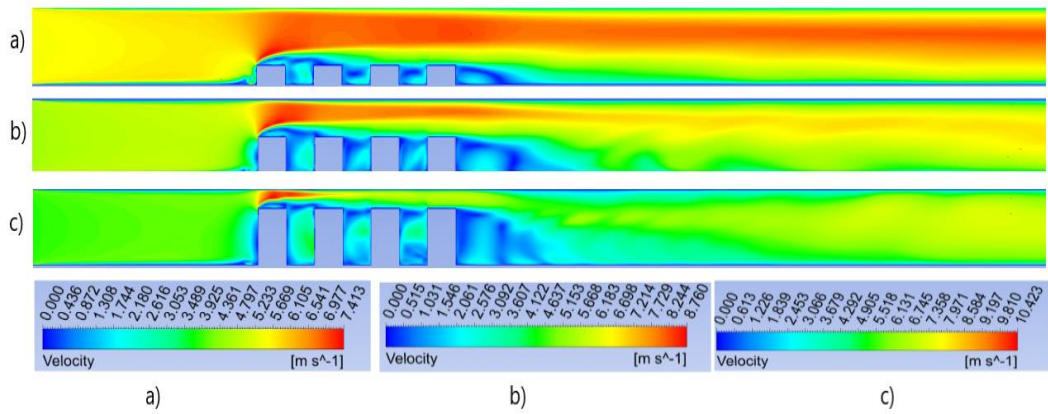 a)
b)
c)
0.000 0.436 0.872 1.308 1.744 2.180 2.616 3.053 3.489 3.925 4.361 4.797 5.233 5.669 6.105 6.541 6.977 7.413
Velocity [m s^-1]
0.000 0.515 1.031 1.546 2.061 2.576 3.092 3.607 4.122 4.637 5.153 5.668 6.183 6.698 7.214 7.729 8.244 8.760
Velocity [m s^-1]
0.000 0.613 1.226 1.839 2.453 3.066 3.679 4.292 4.905 5.518 6.131 6.745 7.358 7.971 8.584 9.197 9.810 10.423
Velocity [m s^-1]
a) b) c)